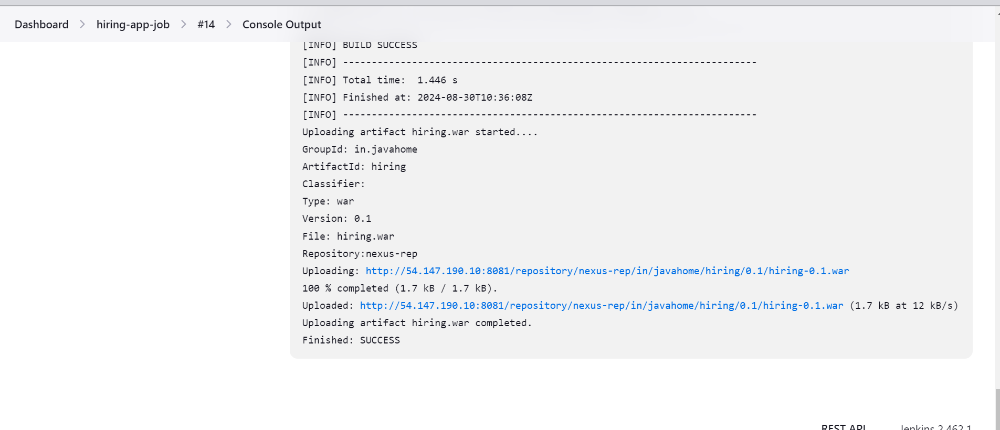 Dashboard > hiring-app-job > #14 > Console Output
[INFO] BUILD SUCCESS
[INFO] ------------------------------------------------------------------------
[INFO] Total time:  1.446 s
[INFO] Finished at: 2024-08-30T10:36:08Z
[INFO] ------------------------------------------------------------------------
Uploading artifact hiring.war started....
GroupId: in.javahome
ArtifactId: hiring
Classifier:
Type: war
Version: 0.1
File: hiring.war
Repository:nexus-rep
Uploading: http://54.147.190.10:8081/repository/nexus-rep/in/javahome/hiring/0.1/hiring-0.1.war
100 % completed (1.7 kB / 1.7 kB).
Uploaded: http://54.147.190.10:8081/repository/nexus-rep/in/javahome/hiring/0.1/hiring-0.1.war (1.7 kB at 12 kB/s)
Uploading artifact hiring.war completed.
Finished: SUCCESS
REST API Jenkins 2.462.1